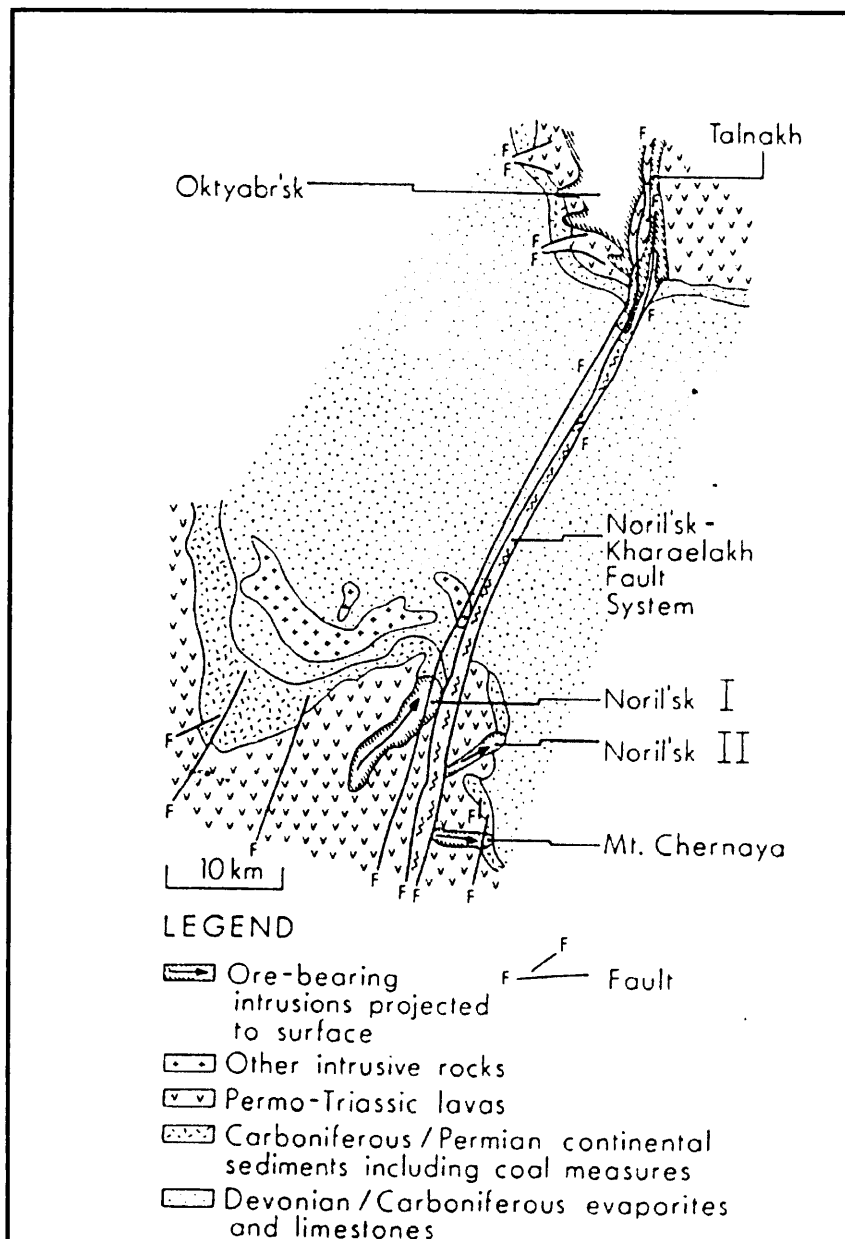 F
Talnakh
Oktyabr'sk
F
F
F
F
F
F
F
Noril'sk -
Kharaelakh
Fault
System
Noril'sk I
Noril'sk II
F
F
Mt. Chernaya
F
F
10 km
F
F F
F
LEGEND
Ore-bearing
intrusions projected
to surface
F
F
Fault
Other intrusive rocks
Permo-Triassic lavas
Carboniferous / Permian continental
sediments including coal measures
Devonian / Carboniferous evaporites
and limestones